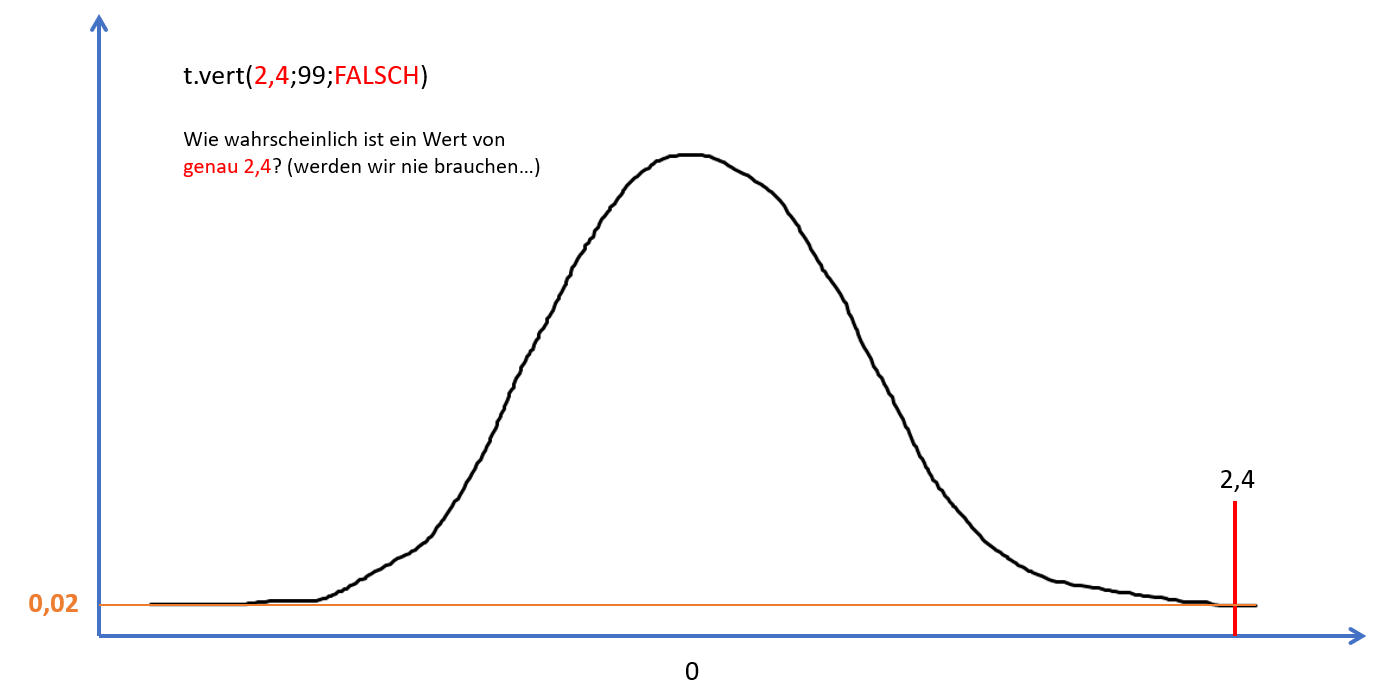 t.vert(2,4;99;FALSCH)
Wie wahrscheinlich ist ein Wert von
genau 2,4? (werden wir nie brauchen...)
2,4
0,02
0